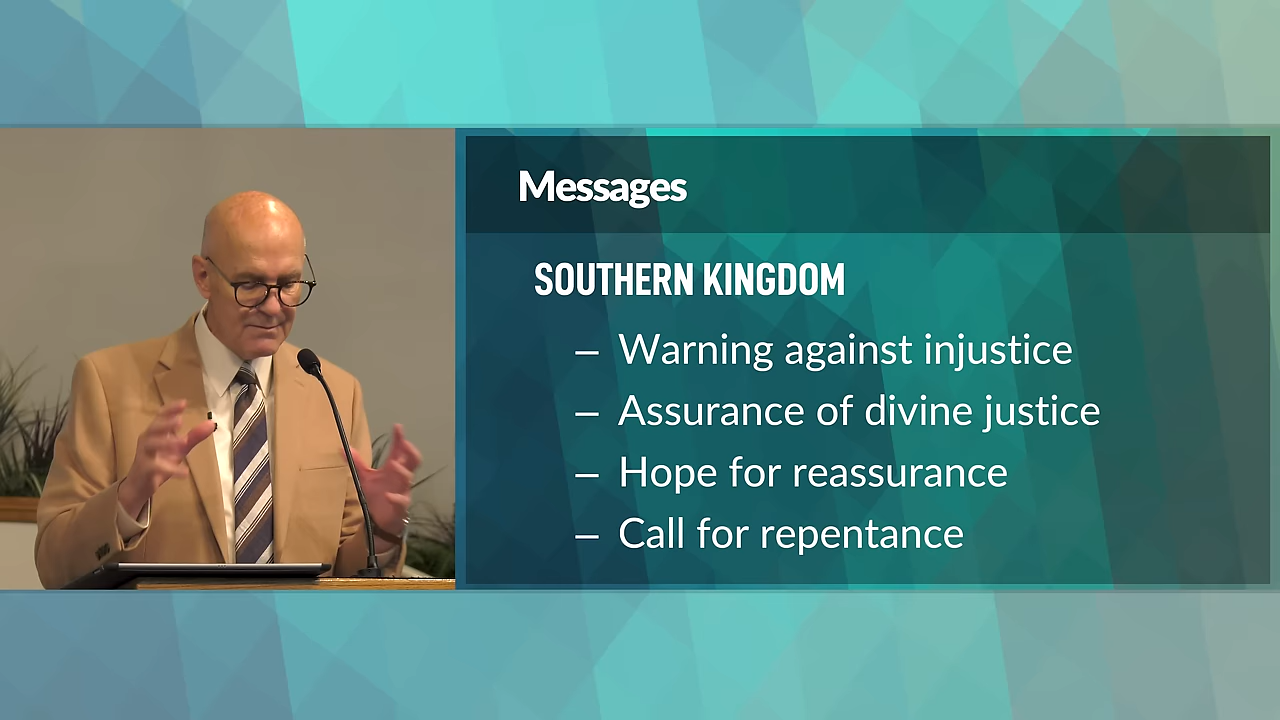 Messages
SOUTHERN KINGDOM
– Warning against injustice
– Assurance of divine justice
– Hope for reassurance
– Call for repentance